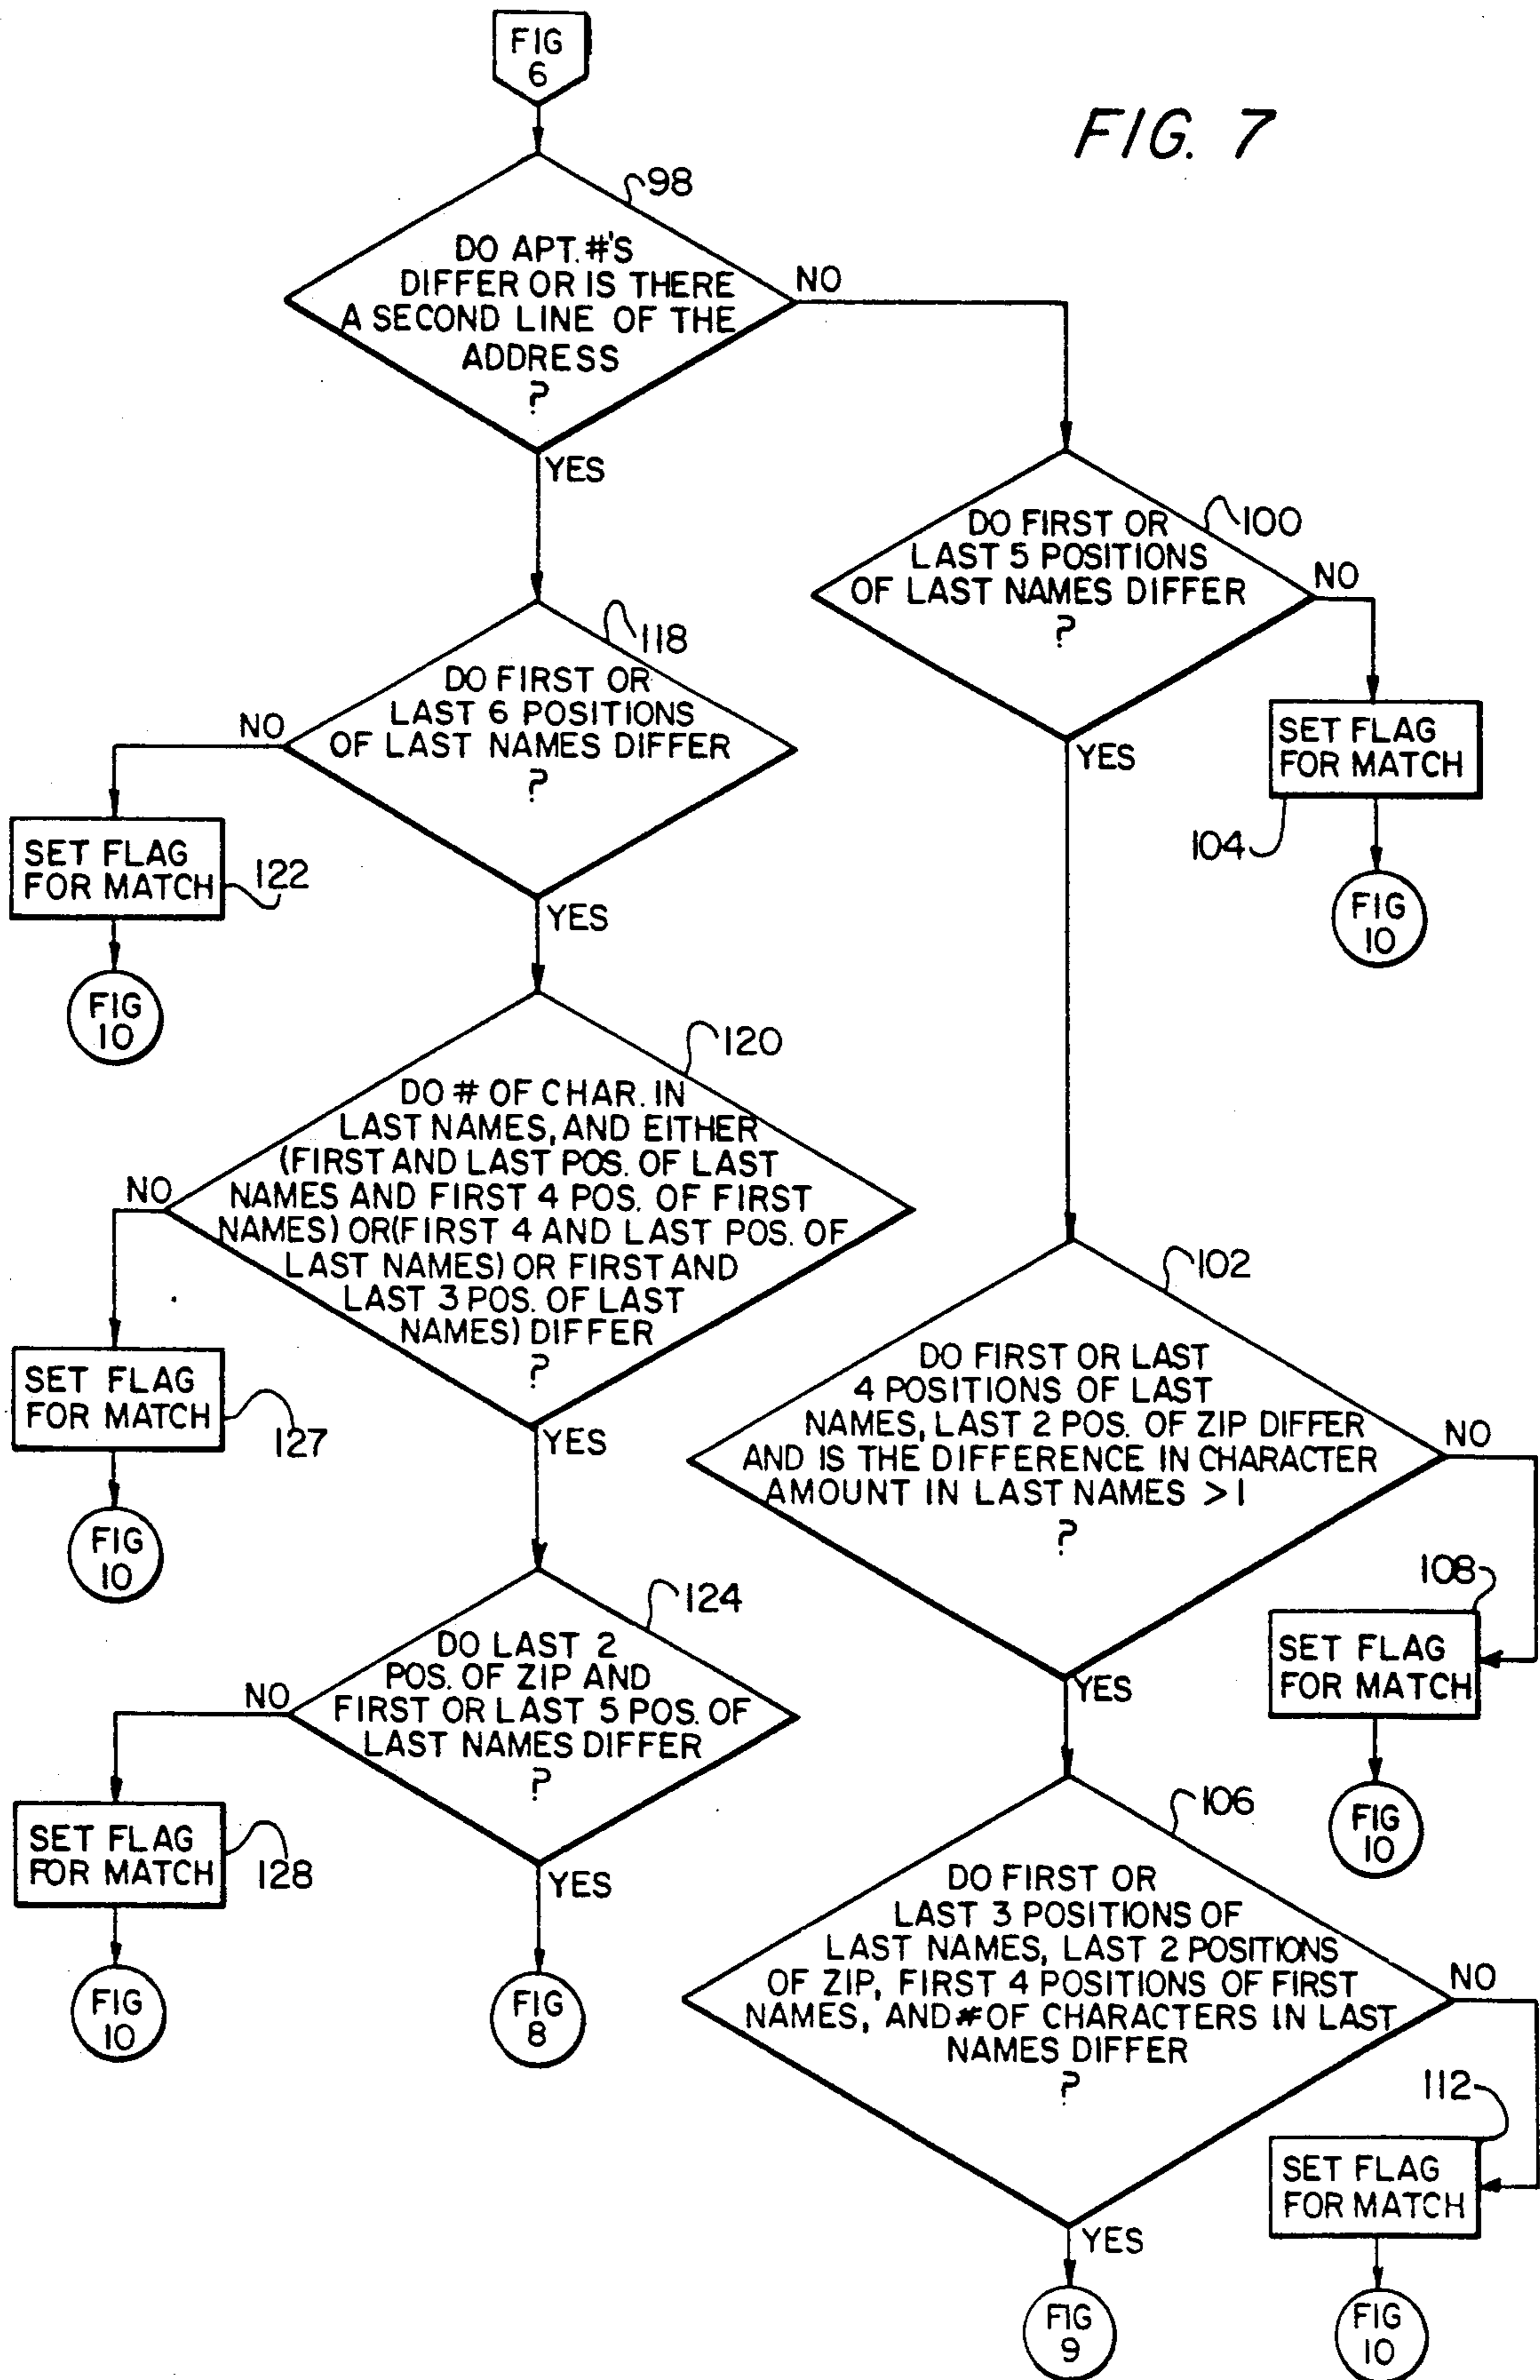 FIG
6
FIG. 7
98
DO APT. #'S
DIFFER OR IS THERE
A SECOND LINE OF THE
ADDRESS
?
NO
YES
DO FIRST OR
LAST 5 POSITIONS
OF LAST NAMES DIFFER
?
100
NO
YES
SET FLAG
FOR MATCH
104
FIG
10
118
DO FIRST OR
LAST 6 POSITIONS
OF LAST NAMES DIFFER
?
NO
YES
SET FLAG
FOR MATCH
122
FIG
10
120
DO # OF CHAR. IN
LAST NAMES, AND EITHER
(FIRST AND LAST POS. OF LAST
NAMES AND FIRST 4 POS. OF FIRST
NAMES) OR(FIRST 4 AND LAST POS. OF
LAST NAMES) OR FIRST AND
LAST 3 POS. OF LAST
NAMES) DIFFER
?
NO
YES
SET FLAG
FOR MATCH
127
FIG
10
102
DO FIRST OR LAST
4 POSITIONS OF LAST
NAMES, LAST 2 POS. OF ZIP DIFFER
AND IS THE DIFFERENCE IN CHARACTER
AMOUNT IN LAST NAMES >1
?
NO
YES
108
SET FLAG
FOR MATCH
FIG
10
124
DO LAST 2
POS. OF ZIP AND
FIRST OR LAST 5 POS. OF
LAST NAMES DIFFER
?
NO
YES
SET FLAG
FOR MATCH
128
FIG
10
FIG
8
106
DO FIRST OR
LAST 3 POSITIONS OF
LAST NAMES, LAST 2 POSITIONS
OF ZIP, FIRST 4 POSITIONS OF FIRST
NAMES, AND # OF CHARACTERS IN LAST
NAMES DIFFER
?
NO
YES
112
SET FLAG
FOR MATCH
FIG
9
FIG
10